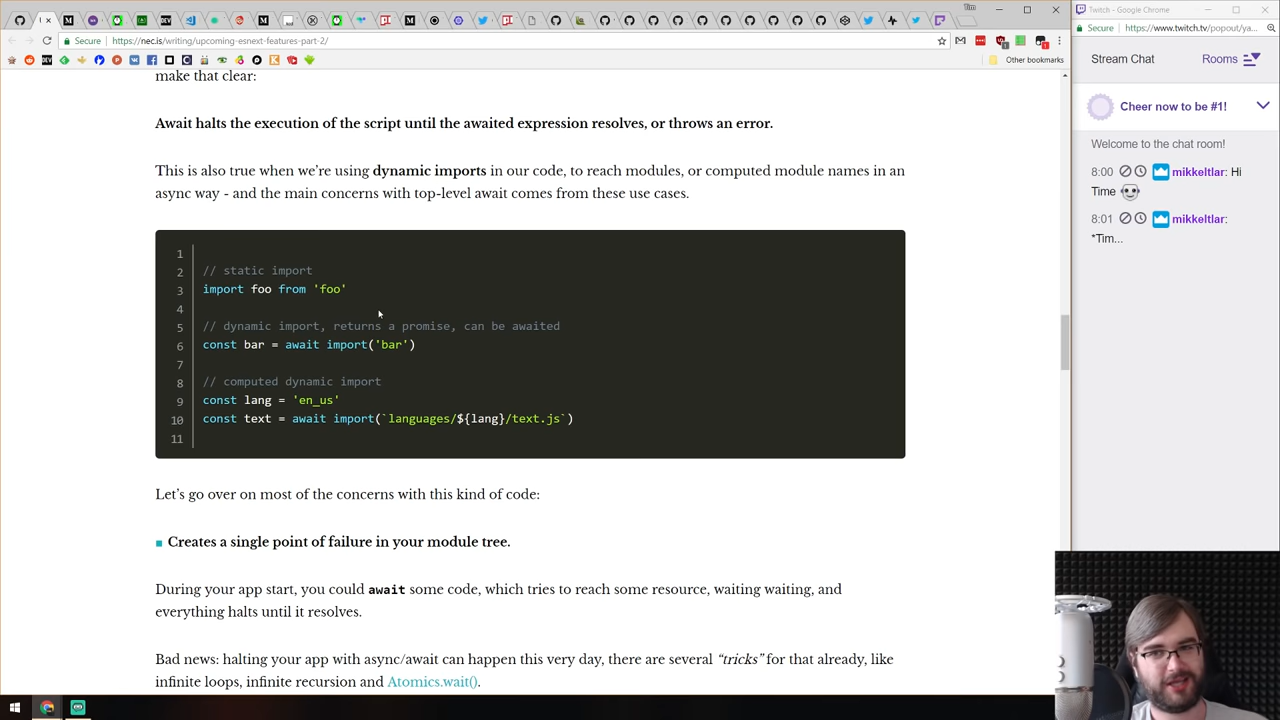 Tim
Secure
https://nec.is/writing/upcoming-esnext-features-part-2/
Other bookmarks
make that clear:
Await halts the execution of the script until the awaited expression resolves, or throws an error.
This is also true when we're using dynamic imports in our code, to reach modules, or computed module names in an
async way - and the main concerns with top-level await comes from these use cases.
1
2 // static import
3 import foo from 'foo'
4
5 // dynamic import, returns a promise, can be awaited
6 const bar = await import('bar')
7
8 // computed dynamic import
9 const lang = 'en_us'
10 const text = await import(`languages/${lang}/text.js`)
11
Let's go over on most of the concerns with this kind of code:
Creates a single point of failure in your module tree.
During your app start, you could await some code, which tries to reach some resource, waiting waiting, and
everything halts until it resolves.
Bad news: halting your app with async/await can happen this very day, there are several “tricks” for that already, like
infinite loops, infinite recursion and Atomics.wait().
Twitch - Google Chrome
Secure
https://www.twitch.tv/popout/ya...
Stream Chat
Rooms
Cheer now to be #1!
Welcome to the chat room!
8:00 mikkeltlar: Hi
Time
8:01 mikkeltlar:
*Tim...